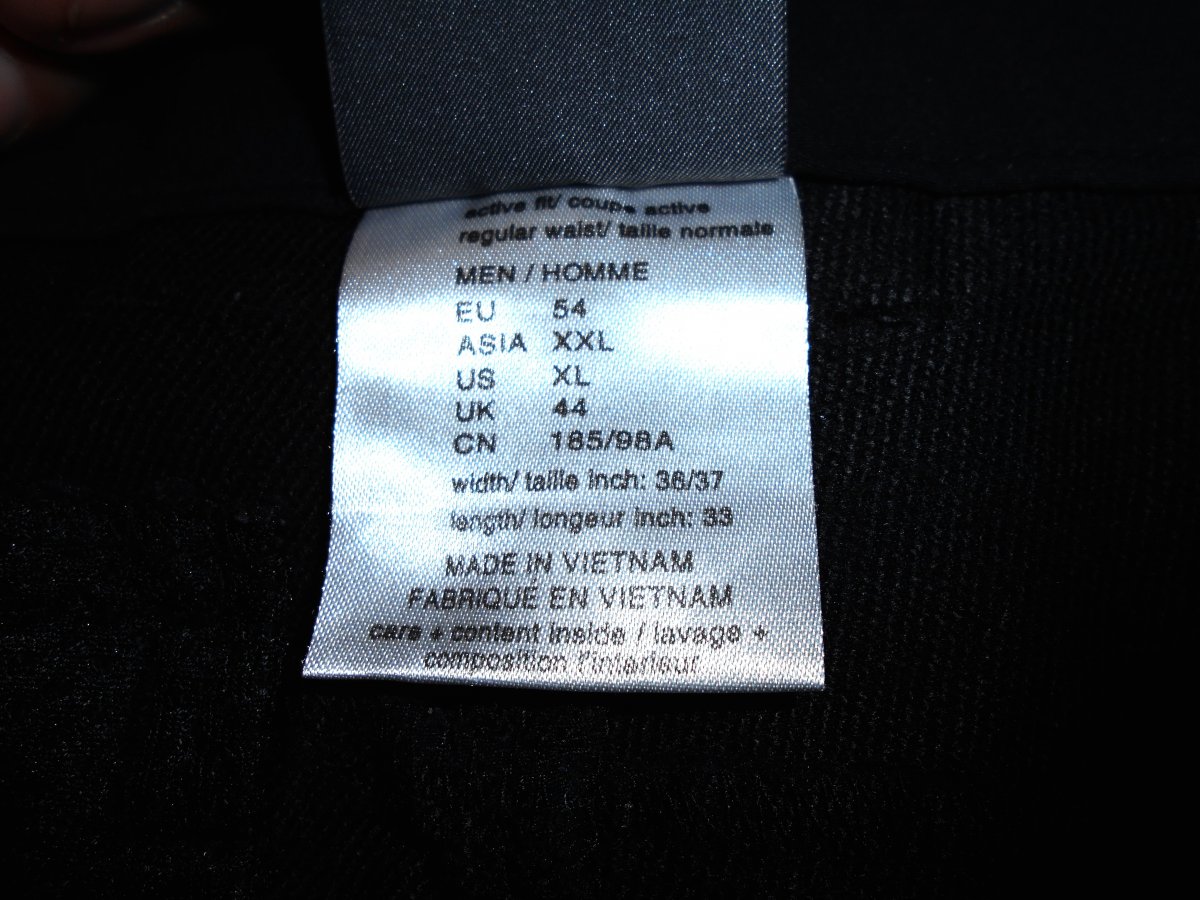 active fit/ coupe active
regular waist/ taille normale
MEN / HOMME
EU 54
ASIA XXL
US XL
UK 44
CN 185/98A
width/ taille inch: 36/37
length/ longeur inch: 33
MADE IN VIETNAM
FABRIQUÉ EN VIETNAM
care + content inside / lavage +
composition l'interieur